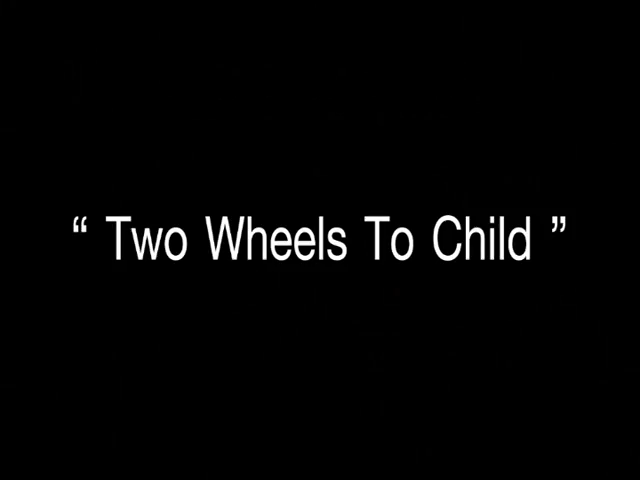 “ Two Wheels To Child ”